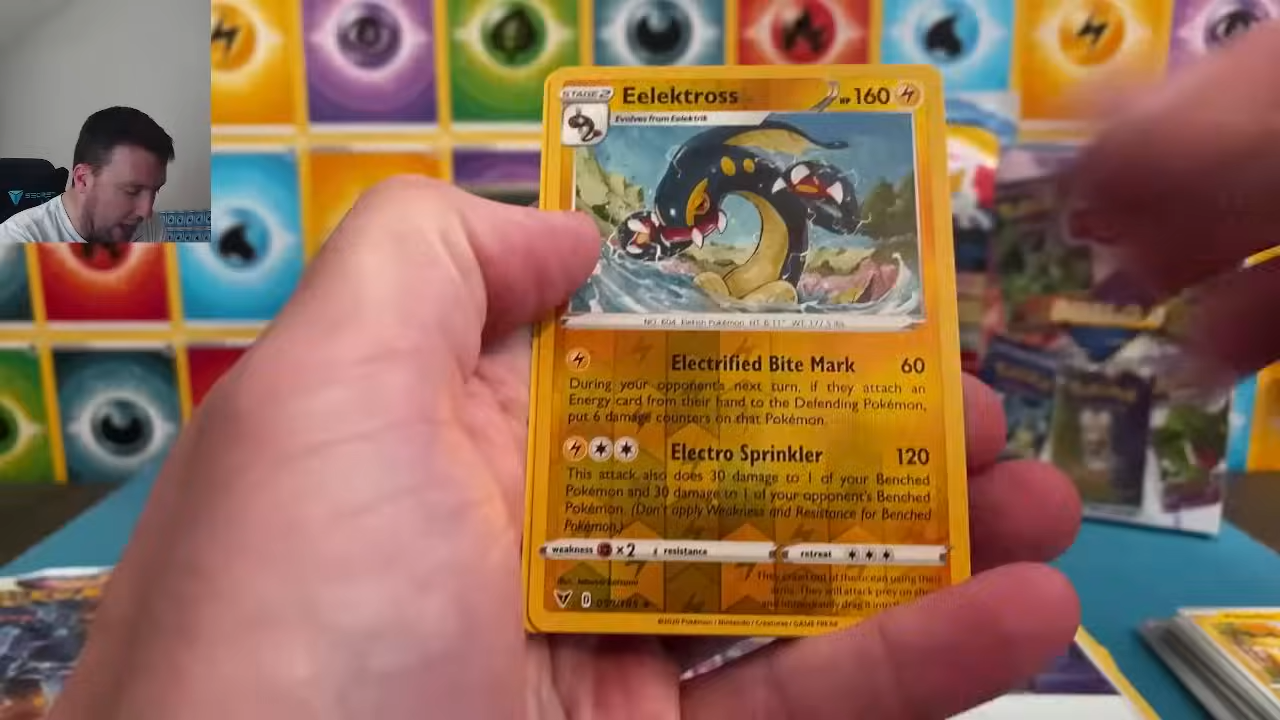 STAGE 2 Eelektross HP 160
Evolves from Eelektrik
NO. 604 Eelfish Pokémon HT: 6'11" WT: 177.5 lbs.
Electrified Bite Mark 60
During your opponent's next turn, if they attach an
Energy card from their hand to the Defending Pokémon,
put 6 damage counters on that Pokémon.
Electro Sprinkler 120
This attack also does 30 damage to 1 of your Benched
Pokémon and 30 damage to 1 of your opponent's Benched
Pokémon. (Don't apply Weakness and Resistance for Benched
Pokémon.)
weakness ×2 resistance retreat
They crawl out of the ocean using their
arms. They will attack prey on sh
and immediately drag it into th
©2020 Pokémon / Nintendo / Creatures / GAME FREAK